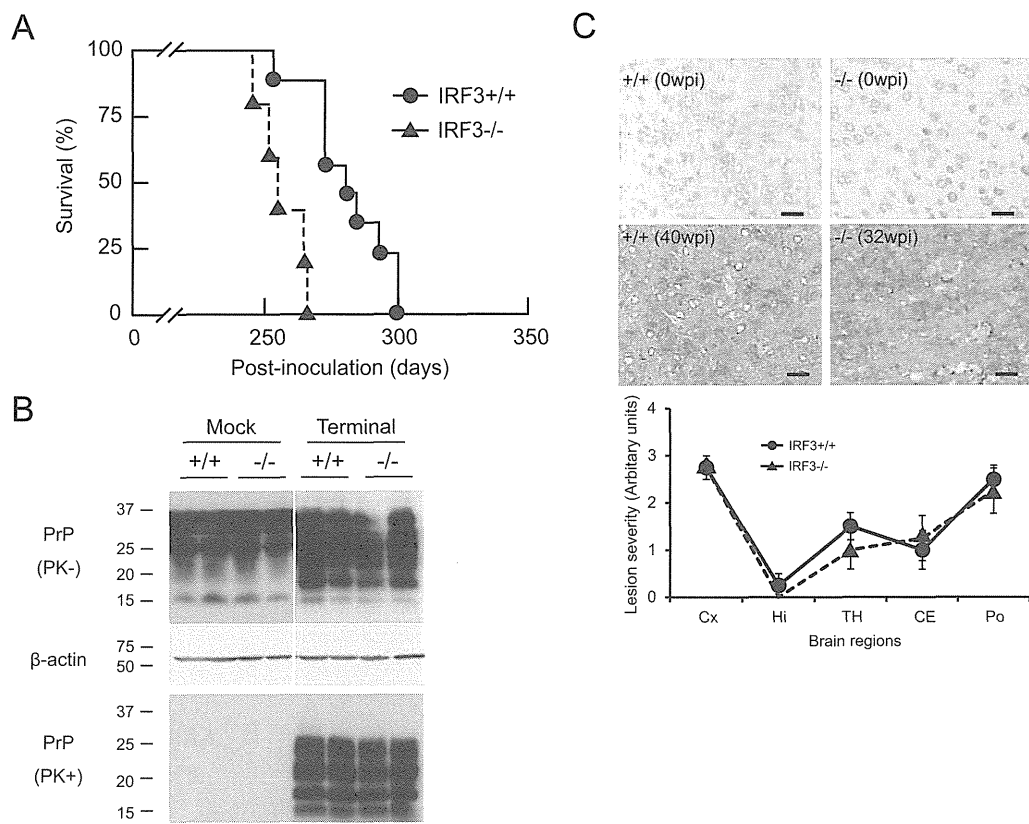 A
100
75
50
25
0
Survival (%)
IRF3+/+
IRF3-/-
0
250
300
350
Post-inoculation (days)
B
Mock
Terminal
+/+
-/-
+/+
-/-
PrP
(PK-)
37
25
20
15
β-actin
75
50
PrP
(PK+)
37
25
20
15
C
+/+ (0wpi)
-/- (0wpi)
+/+ (40wpi)
-/- (32wpi)
Lesion severity (Arbitary units)
4
3
2
1
0
IRF3+/+
IRF3-/-
Cx
Hi
TH
CE
Po
Brain regions